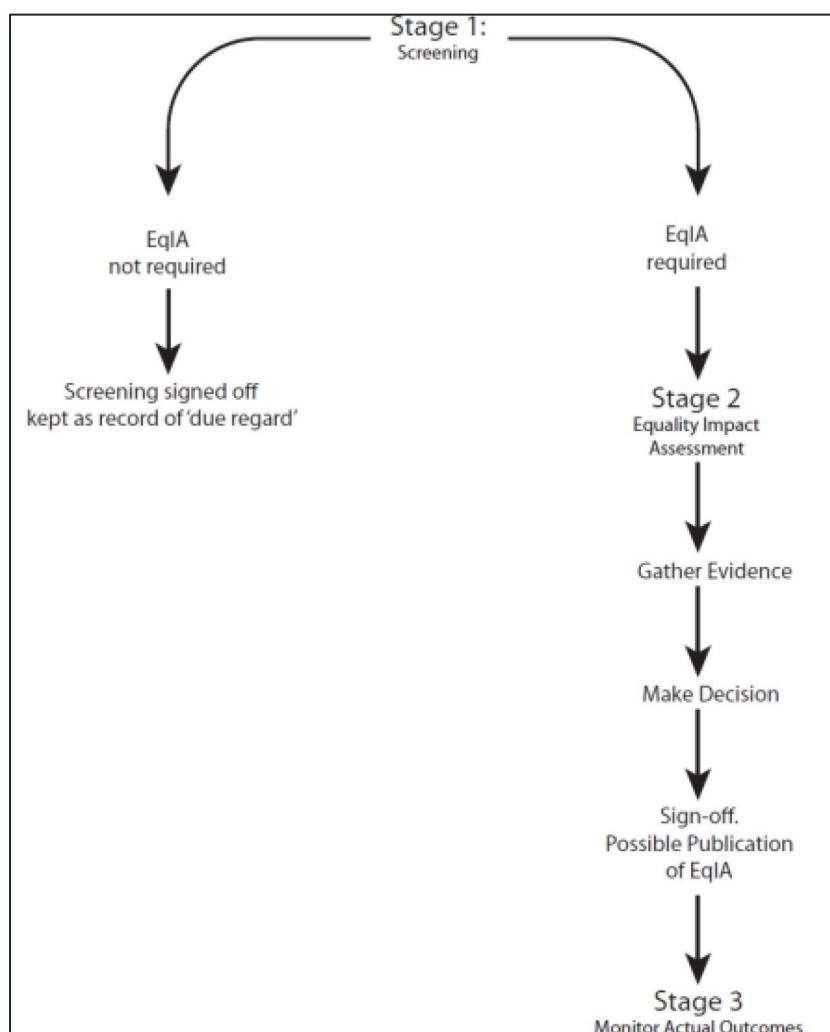 Stage 1:
Screening
EqIA
not required
Screening signed off
kept as record of ‘due regard’
EqIA
required
Stage 2
Equality Impact
Assessment
Gather Evidence
Make Decision
Sign-off.
Possible Publication
of EqIA
Stage 3
Monitor Actual Outcomes